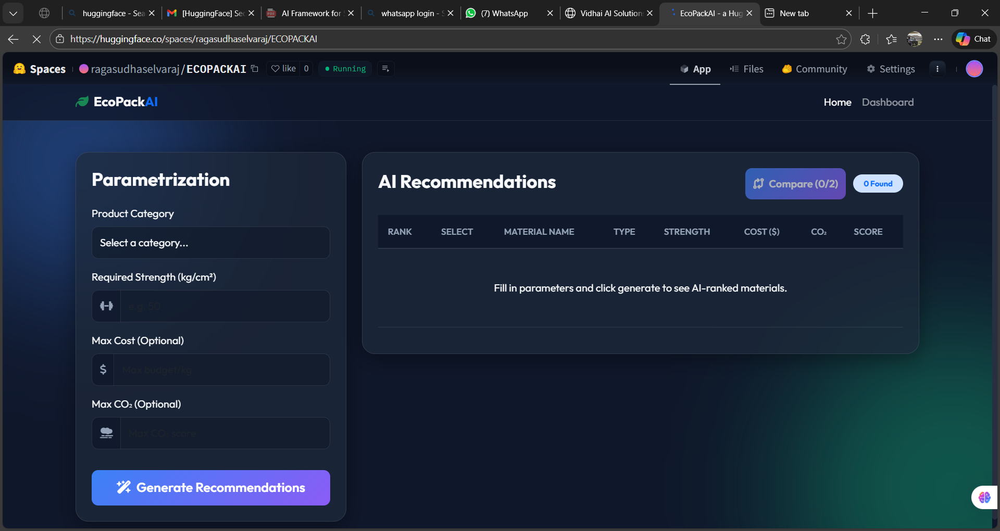 huggingface - Sea
[HuggingFace] Sec
AI Framework for
whatsapp login - S
(7) WhatsApp
Vidhai AI Solution
EcoPackAI - a Hug
New tab
https://huggingface.co/spaces/ragasudhaselvaraj/ECOPACKAI
Chat
Spaces
ragasudhaselvaraj/ECOPACKAI
like 0
Running
App
Files
Community
Settings
EcoPackAI
Home
Dashboard
Parametrization
Product Category
Select a category...
Required Strength (kg/cm²)
e.g. 50
Max Cost (Optional)
$ Max budget/kg
Max CO₂ (Optional)
Max CO₂ score
Generate Recommendations
AI Recommendations
Compare (0/2)
0 Found
RANK SELECT MATERIAL NAME TYPE STRENGTH COST ($) CO₂ SCORE
Fill in parameters and click generate to see AI-ranked materials.